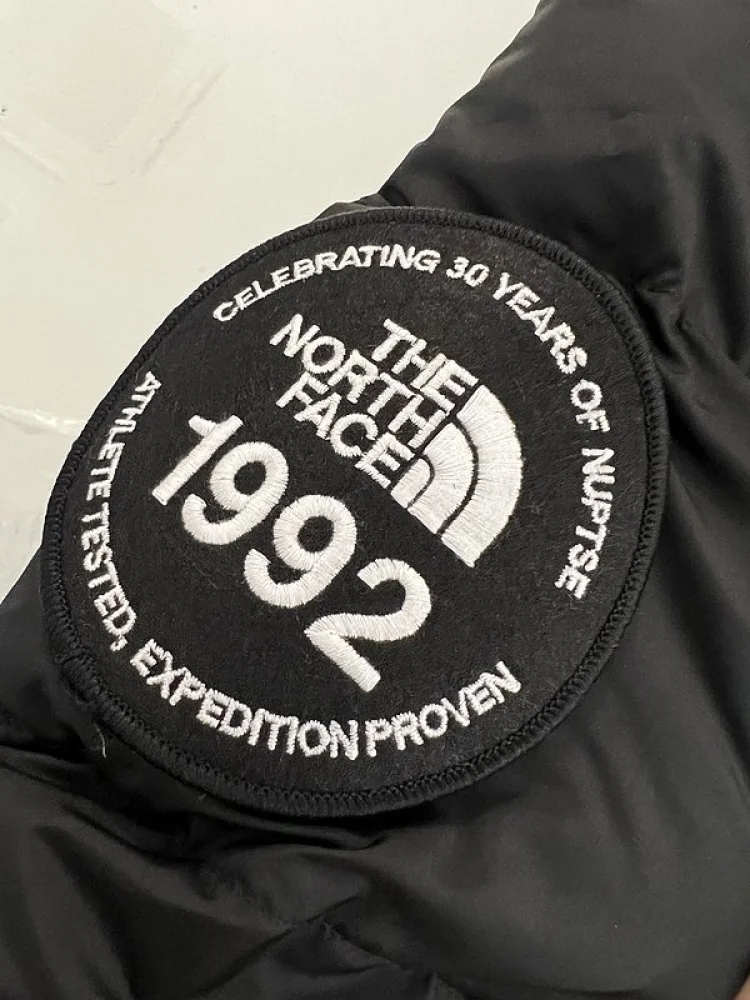 CELEBRATING 30 YEARS OF NUPTSE
THE
NORTH
FACE
1992
ATHLETE TESTED, EXPEDITION PROVEN